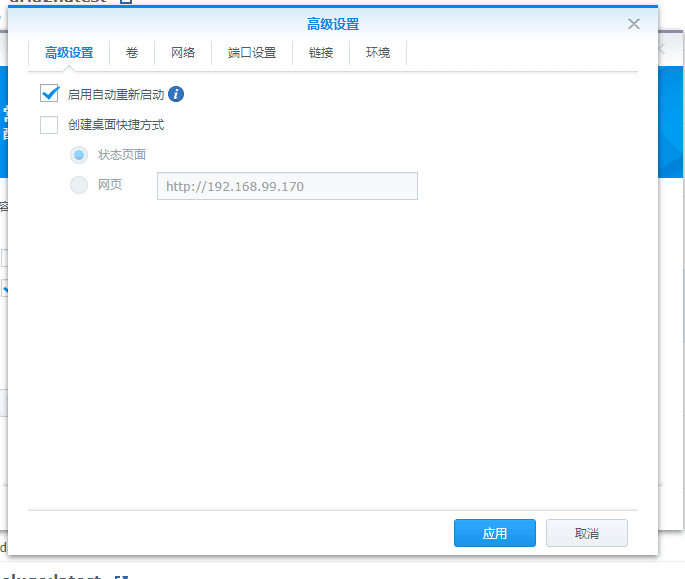 高级设置
高级设置 卷 网络 端口设置 链接 环境
启用自动重新启动
创建桌面快捷方式
状态页面
网页 http://192.168.99.170
应用 取消